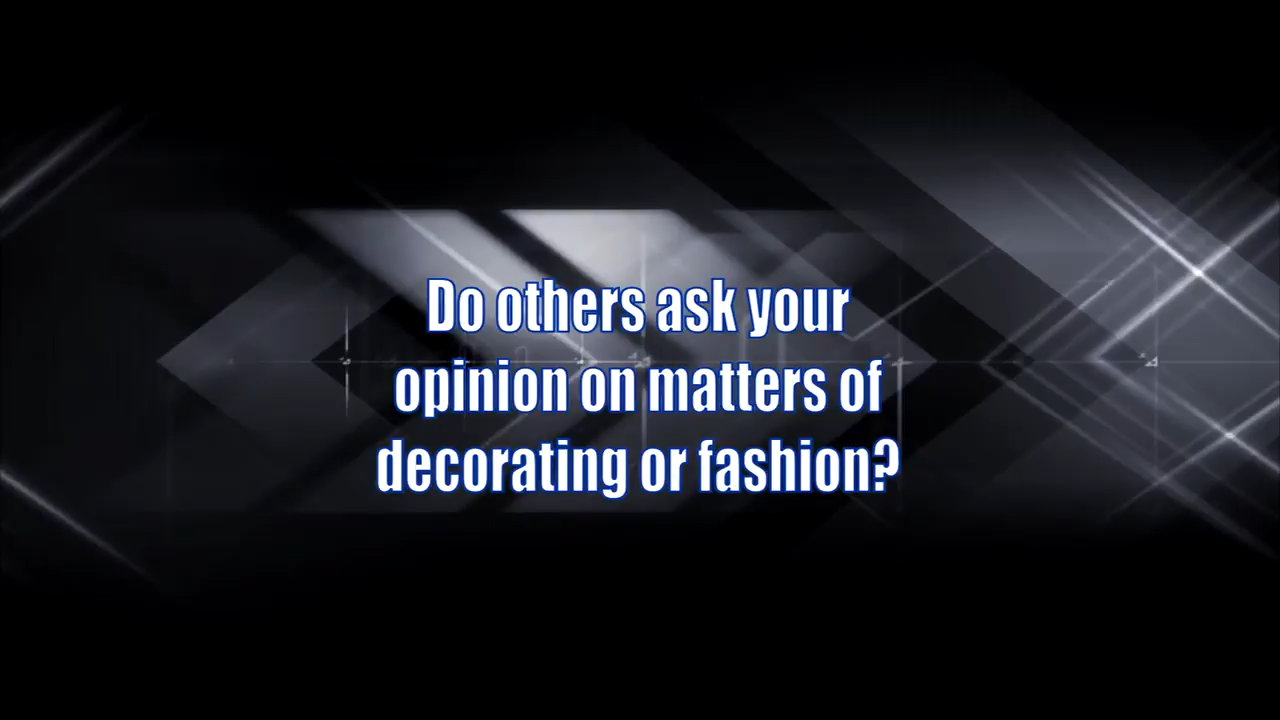 Do others ask your
opinion on matters of
decorating or fashion?